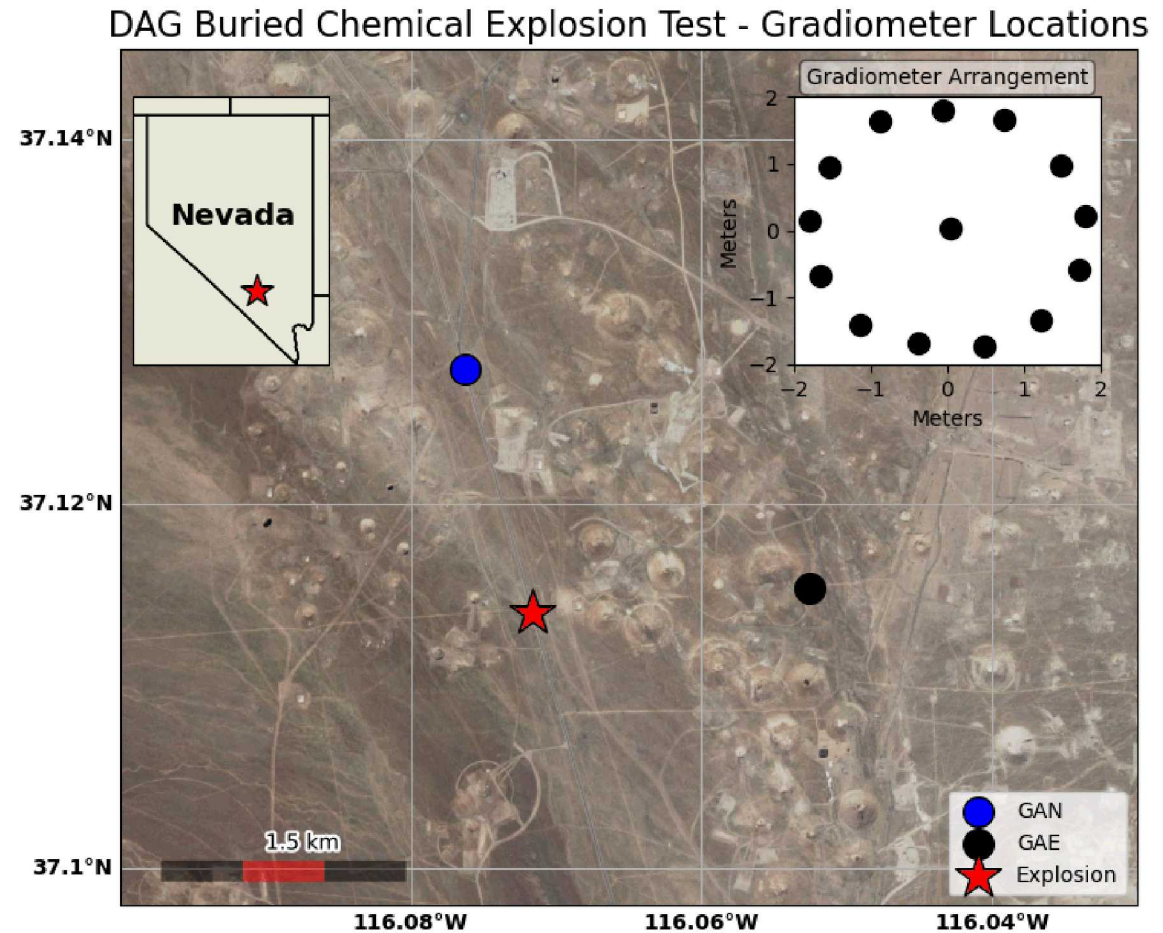 DAG Buried Chemical Explosion Test - Gradiometer Locations
Gradiometer Arrangement
2
1
0
−1
−2
Meters
−2
−1
0
1
2
Meters
Nevada
37.14°N
37.12°N
37.1°N
1.5 km
GAN
GAE
Explosion
116.08°W
116.06°W
116.04°W